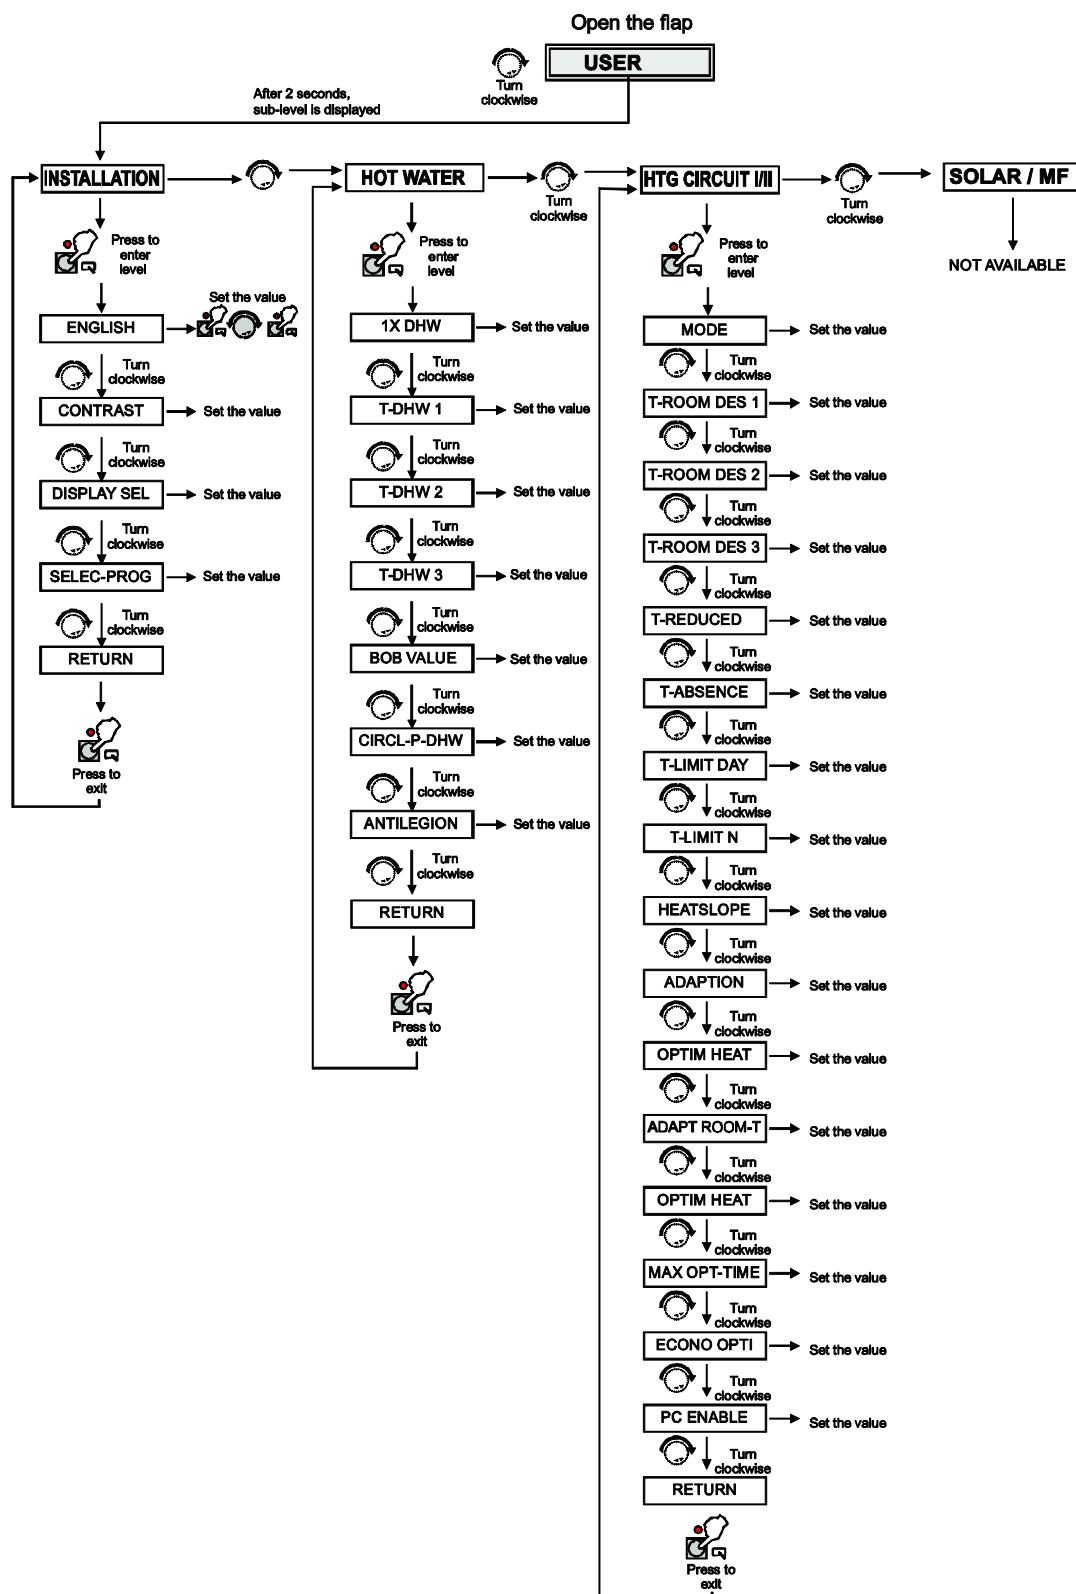 Open the flap
USER
Turn
clockwise
After 2 seconds,
sub-level is displayed
INSTALLATION
HOT WATER
Turn
clockwise
HTG CIRCUIT I/II
Turn
clockwise
SOLAR / MF
NOT AVAILABLE
Press to
enter
level
Set the value
ENGLISH
Turn
clockwise
CONTRAST
Set the value
Turn
clockwise
DISPLAY SEL
Set the value
Turn
clockwise
SELEC-PROG
Set the value
Turn
clockwise
RETURN
Press to
exit
Press to
enter
level
1X DHW
Set the value
Turn
clockwise
T-DHW 1
Set the value
Turn
clockwise
T-DHW 2
Set the value
Turn
clockwise
T-DHW 3
Set the value
Turn
clockwise
BOB VALUE
Set the value
Turn
clockwise
CIRCL-P-DHW
Set the value
Turn
clockwise
ANTILEGION
Set the value
Turn
clockwise
RETURN
Press to
exit
Press to
enter
level
MODE
Set the value
Turn
clockwise
T-ROOM DES 1
Set the value
Turn
clockwise
T-ROOM DES 2
Set the value
Turn
clockwise
T-ROOM DES 3
Set the value
Turn
clockwise
T-REDUCED
Set the value
Turn
clockwise
T-ABSENCE
Set the value
Turn
clockwise
T-LIMIT DAY
Set the value
Turn
clockwise
T-LIMIT N
Set the value
Turn
clockwise
HEATSLOPE
Set the value
Turn
clockwise
ADAPTION
Set the value
Turn
clockwise
OPTIM HEAT
Set the value
Turn
clockwise
ADAPT ROOM-T
Set the value
Turn
clockwise
OPTIM HEAT
Set the value
Turn
clockwise
MAX OPT-TIME
Set the value
Turn
clockwise
ECONO OPTI
Set the value
Turn
clockwise
PC ENABLE
Set the value
Turn
clockwise
RETURN
Press to
exit